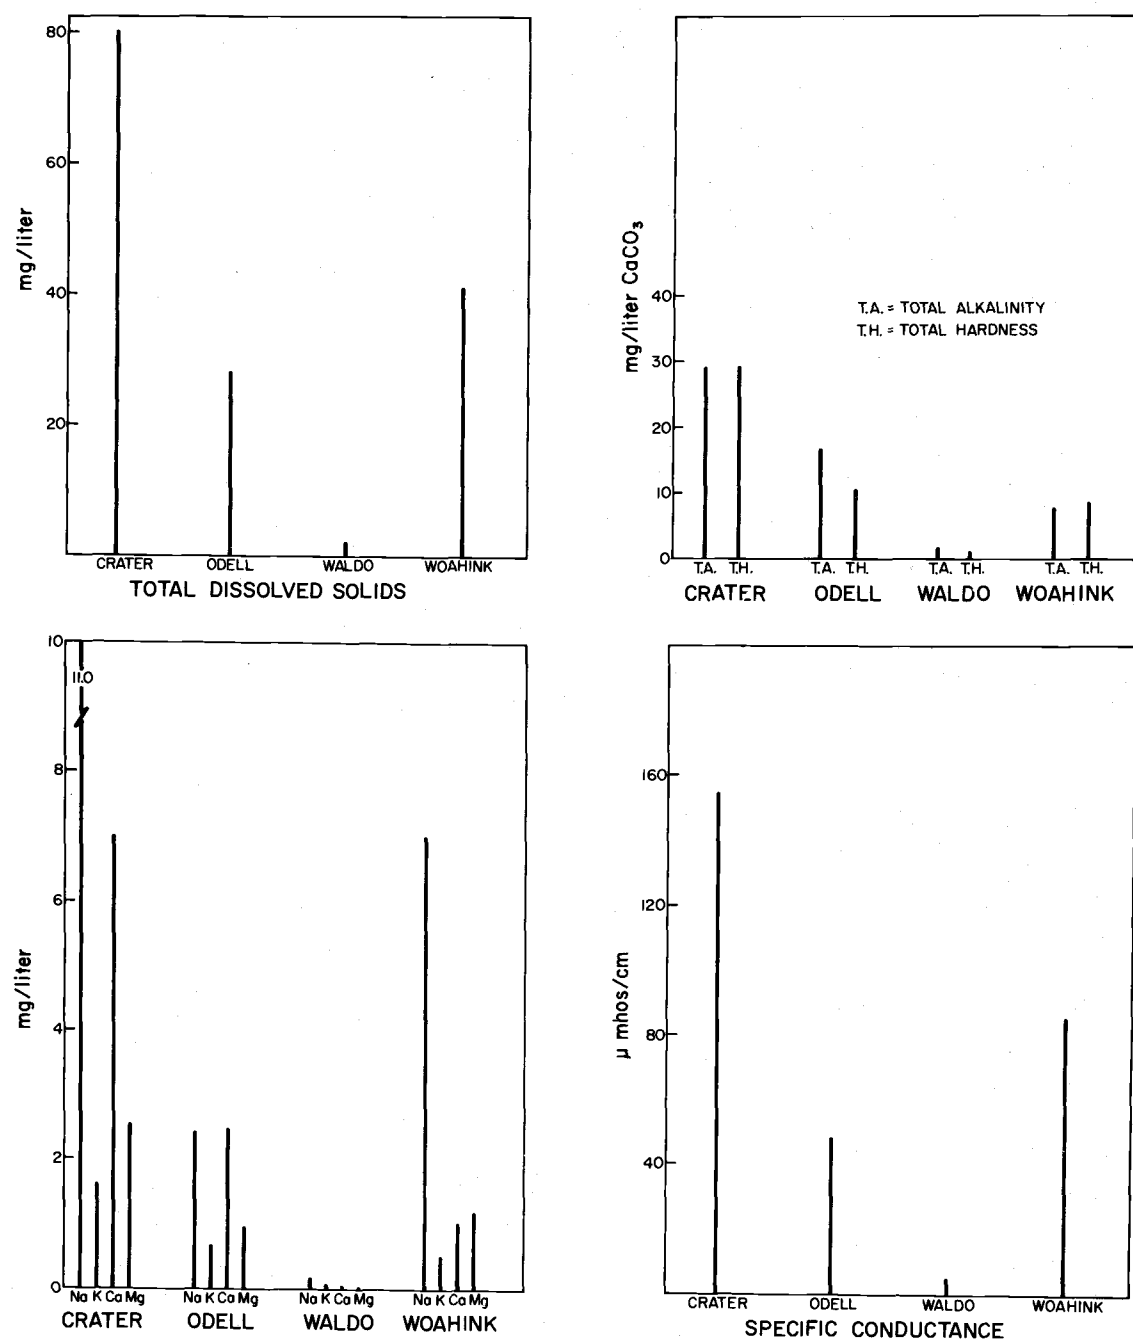 80
60
40
20
mg/liter
CRATER ODELL WALDO WOAHINK
TOTAL DISSOLVED SOLIDS
40
30
20
10
0
mg/liter CaCO₃
T.A. = TOTAL ALKALINITY
T.H. = TOTAL HARDNESS
T.A. T.H. T.A. T.H. T.A. T.H. T.A. T.H.
CRATER ODELL WALDO WOAHINK
10
11.0
8
6
4
2
0
mg/liter
Na K Ca Mg Na K Ca Mg Na K Ca Mg Na K Ca Mg
CRATER ODELL WALDO WOAHINK
160
120
80
40
µ mhos/cm
CRATER ODELL WALDO WOAHINK
SPECIFIC CONDUCTANCE